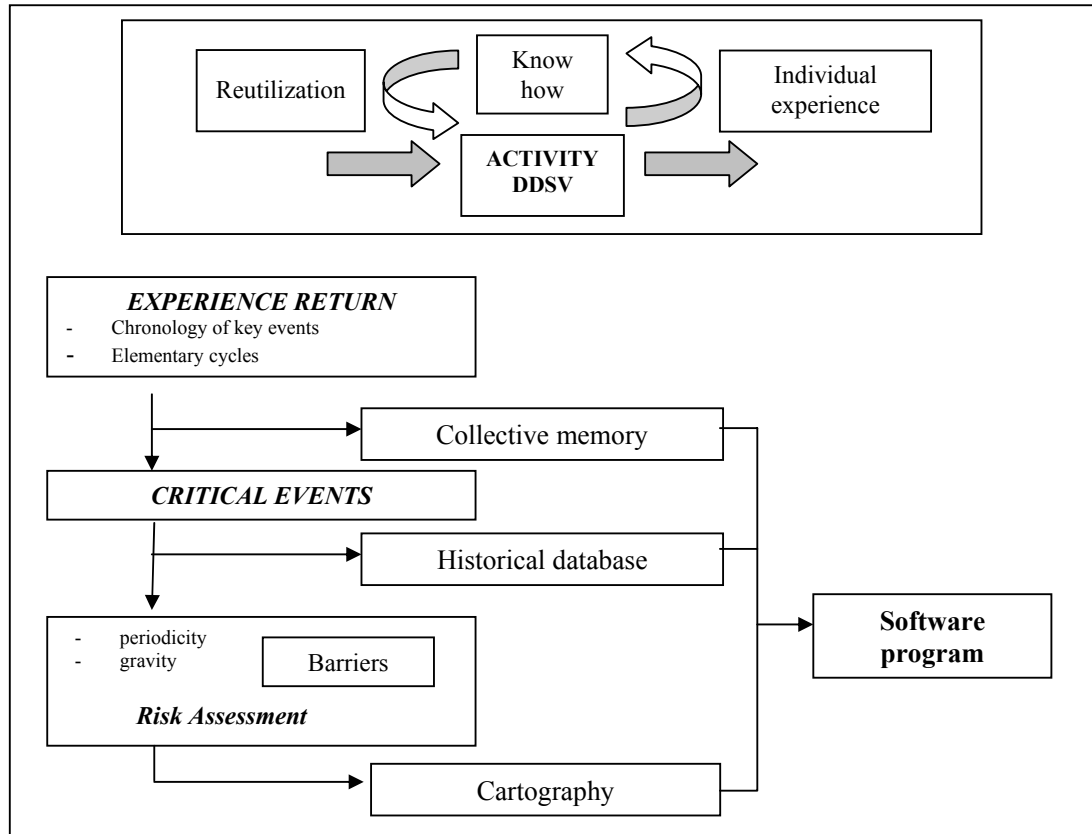 Reutilization
Know
how
Individual
experience
ACTIVITY
DDSV
EXPERIENCE RETURN
- Chronology of key events
- Elementary cycles
Collective memory
CRITICAL EVENTS
Historical database
- periodicity
- gravity
Barriers
Risk Assessment
Software
program
Cartography